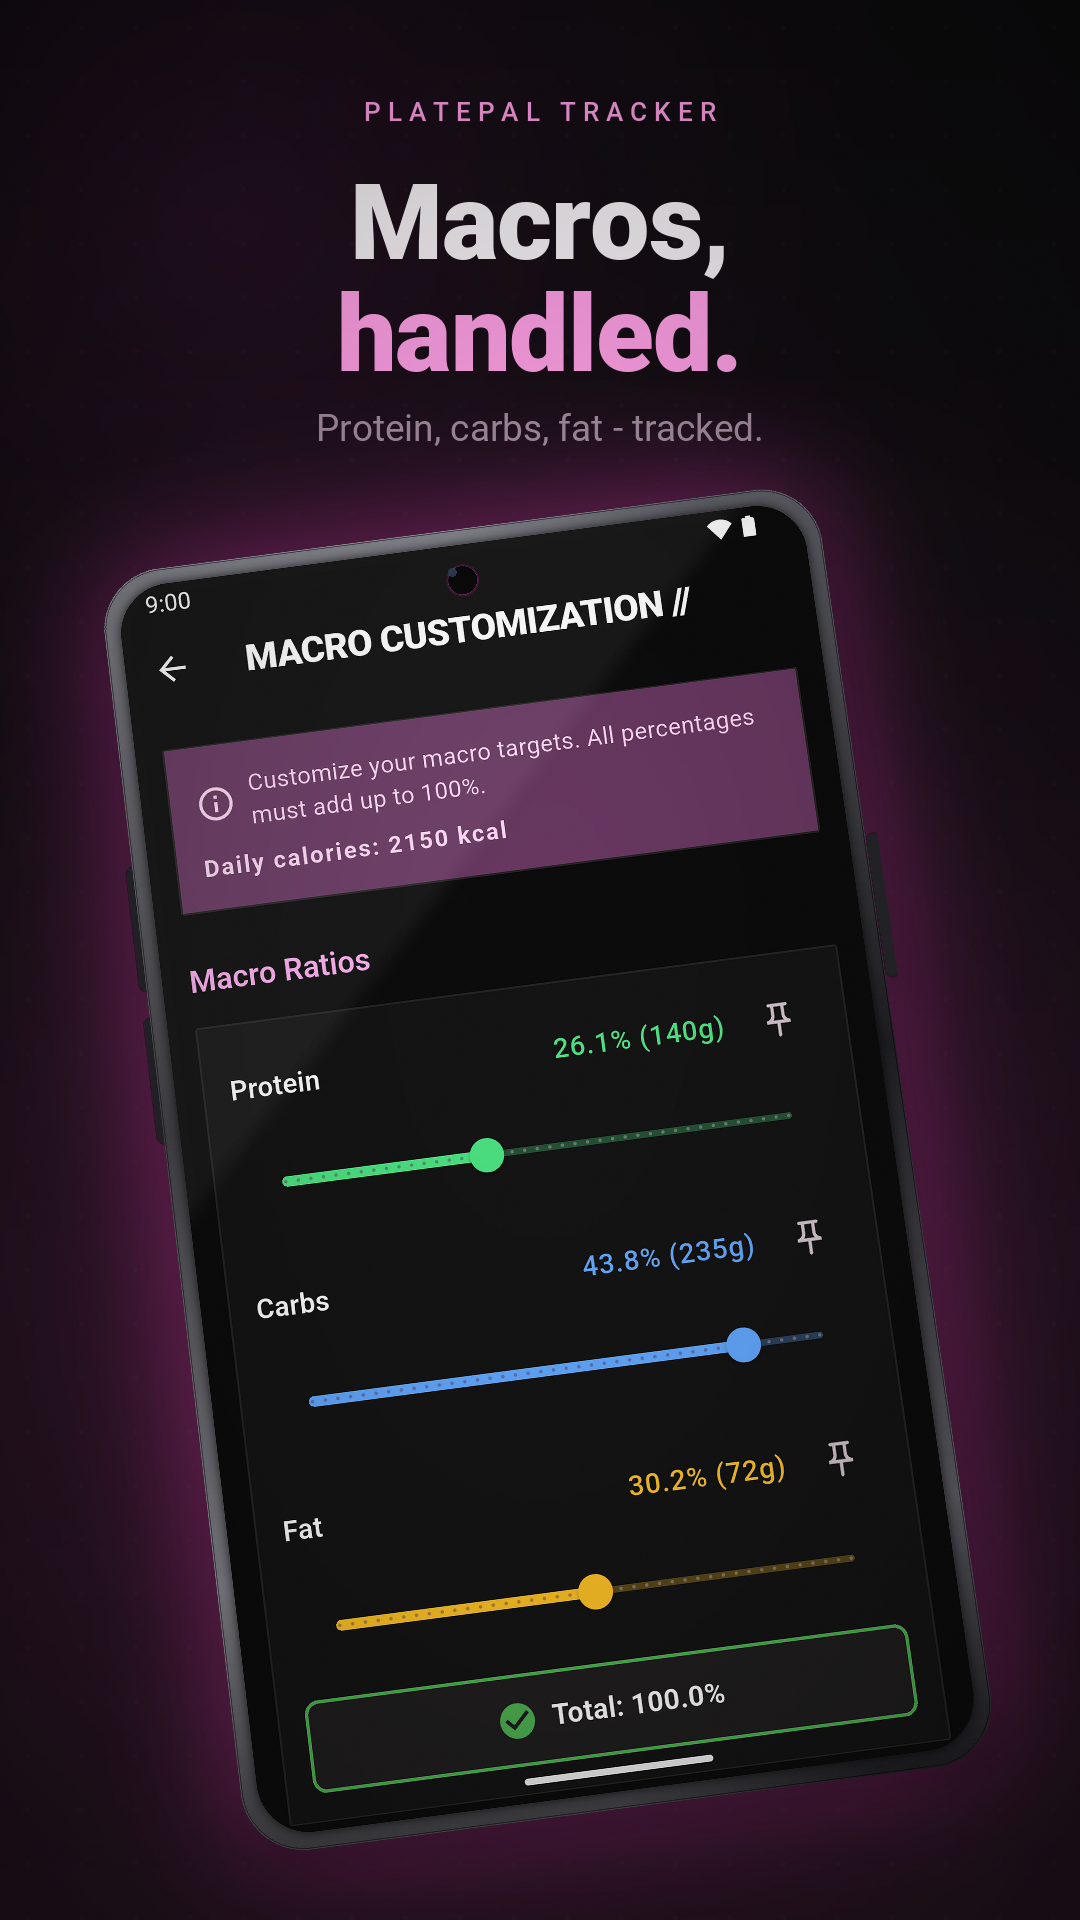 PLATEPAL TRACKER
Macros,
handled.
Protein, carbs, fat - tracked.
9:00
MACRO CUSTOMIZATION //
Customize your macro targets. All percentages
must add up to 100%.
Daily calories: 2150 kcal
Macro Ratios
Protein
26.1% (140g)
Carbs
43.8% (235g)
Fat
30.2% (72g)
Total: 100.0%